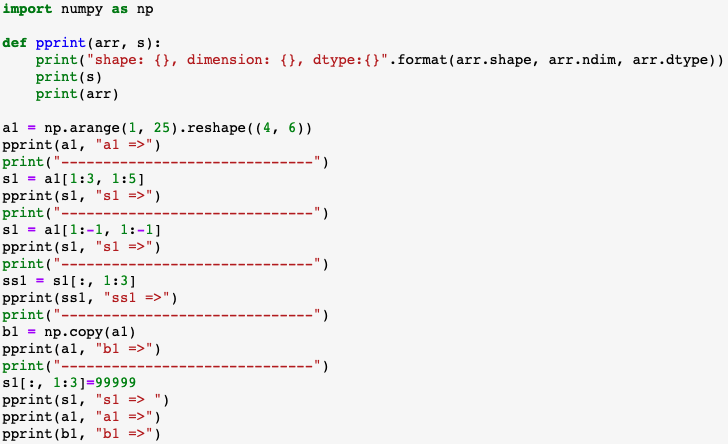 import numpy as np
def pprint(arr, s):
    print("shape: {}, dimension: {}, dtype:{}".format(arr.shape, arr.ndim, arr.dtype))
    print(s)
    print(arr)
a1 = np.arange(1, 25).reshape((4, 6))
pprint(a1, "a1 =>")
print("------------------------------")
s1 = a1[1:3, 1:5]
pprint(s1, "s1 =>")
print("------------------------------")
s1 = a1[1:-1, 1:-1]
pprint(s1, "s1 =>")
print("------------------------------")
ss1 = s1[:, 1:3]
pprint(ss1, "ss1 =>")
print("------------------------------")
b1 = np.copy(a1)
pprint(a1, "b1 =>")
print("------------------------------")
s1[:, 1:3]=99999
pprint(s1, "s1 => ")
pprint(a1, "a1 =>")
pprint(b1, "b1 =>")